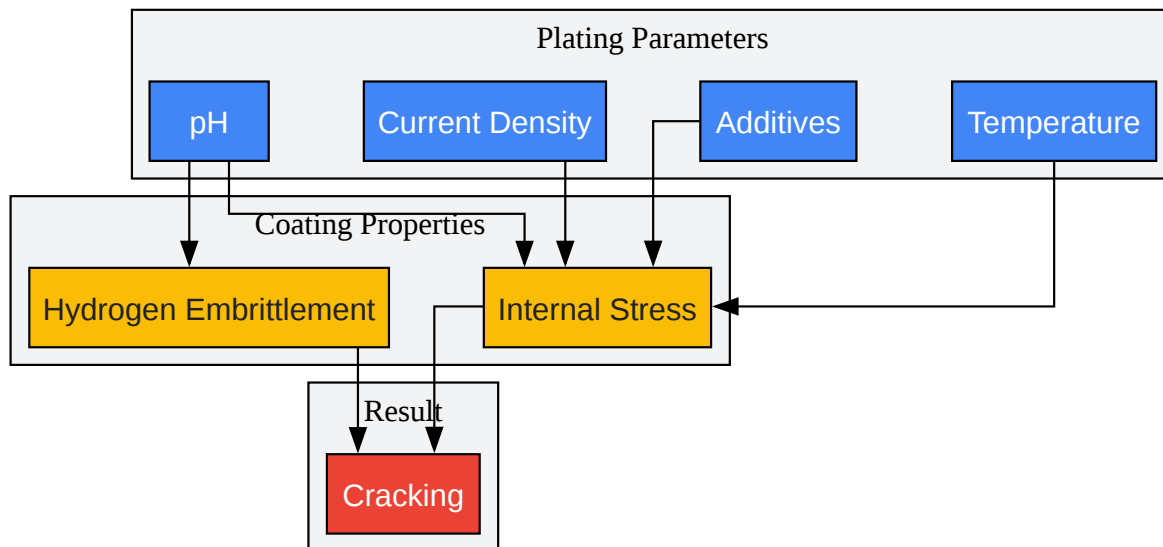 Plating Parameters
pH
Current Density
Additives
Temperature
Coating Properties
Hydrogen Embrittlement
Internal Stress
Result
Cracking